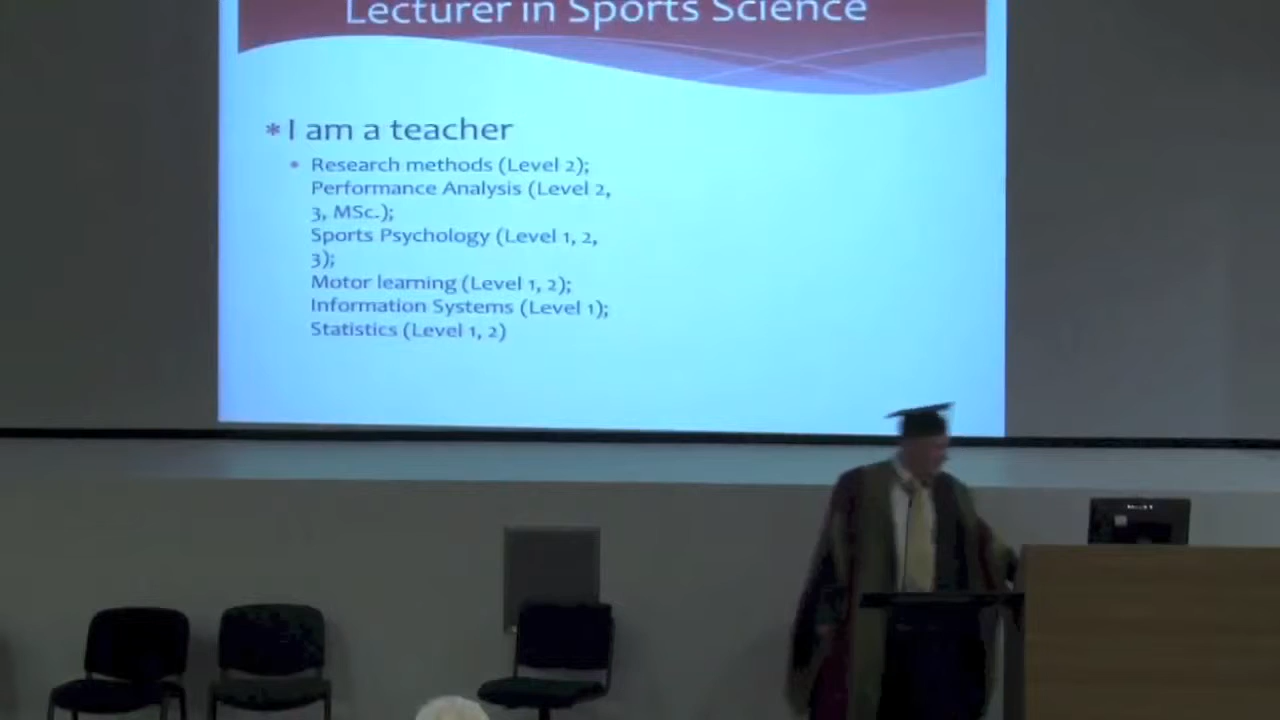 Lecturer in Sports Science
* I am a teacher
* Research methods (Level 2);
Performance Analysis (Level 2,
3, MSc.);
Sports Psychology (Level 1, 2,
3);
Motor learning (Level 1, 2);
Information Systems (Level 1);
Statistics (Level 1, 2)